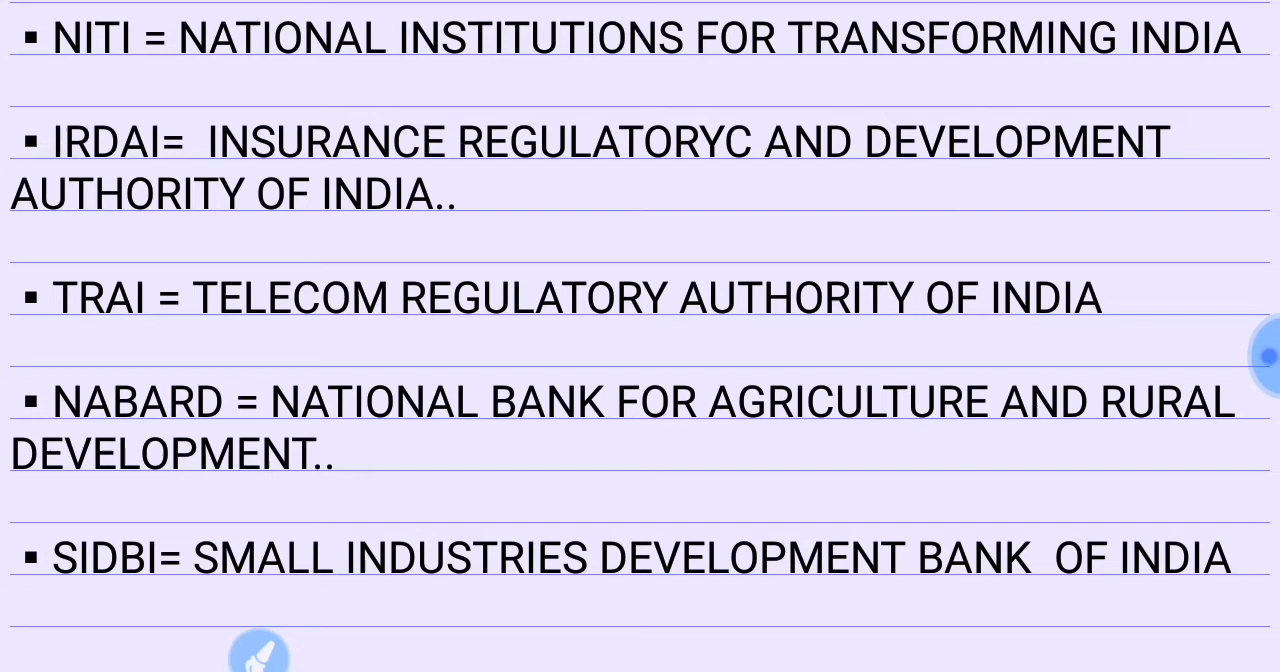 ▪ NITI = NATIONAL INSTITUTIONS FOR TRANSFORMING INDIA
▪ IRDAI=  INSURANCE REGULATORYC AND DEVELOPMENT
AUTHORITY OF INDIA..
▪ TRAI = TELECOM REGULATORY AUTHORITY OF INDIA
▪ NABARD = NATIONAL BANK FOR AGRICULTURE AND RURAL
DEVELOPMENT..
▪ SIDBI= SMALL INDUSTRIES DEVELOPMENT BANK  OF INDIA